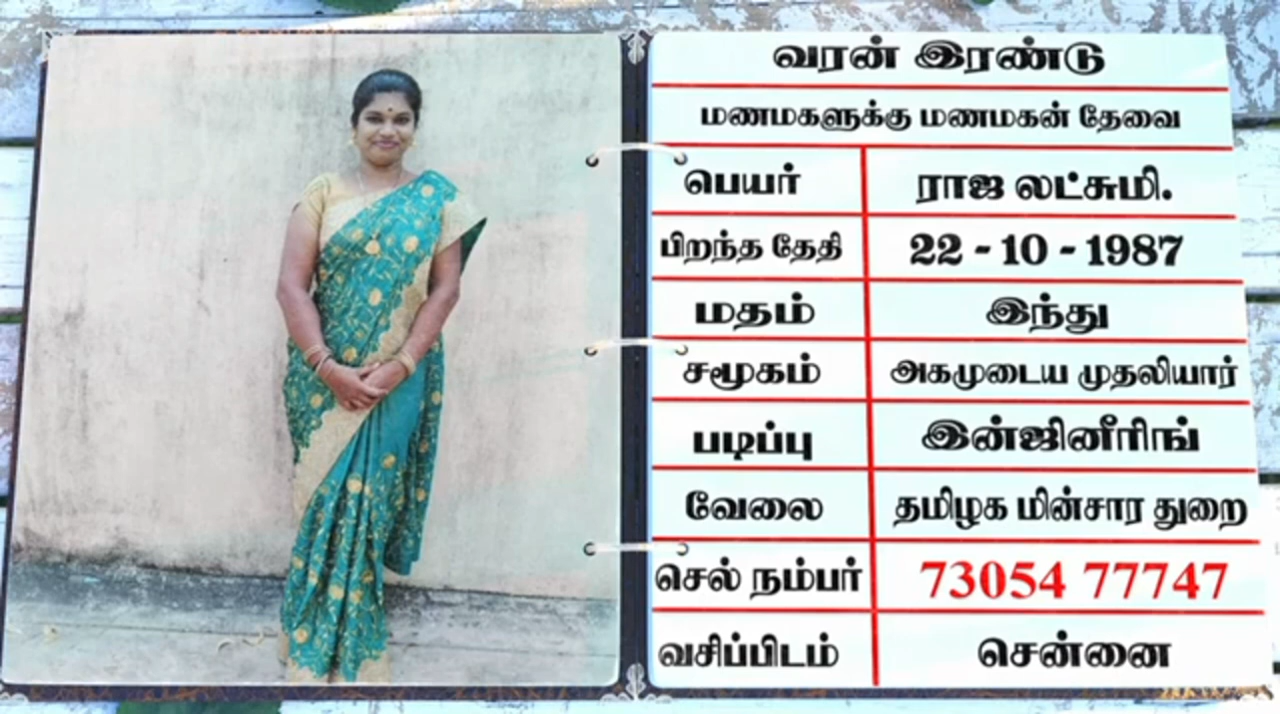 வரன் இரண்டு
மணமகளுக்கு மணமகன் தேவை
பெயர் ராஜ லட்சுமி.
பிறந்த தேதி 22 - 10 - 1987
மதம் இந்து
சமூகம் அகமுடைய முதலியார்
படிப்பு இன்ஜினீரிங்
வேலை தமிழக மின்சார துறை
செல் நம்பர் 73054 77747
வசிப்பிடம் சென்னை